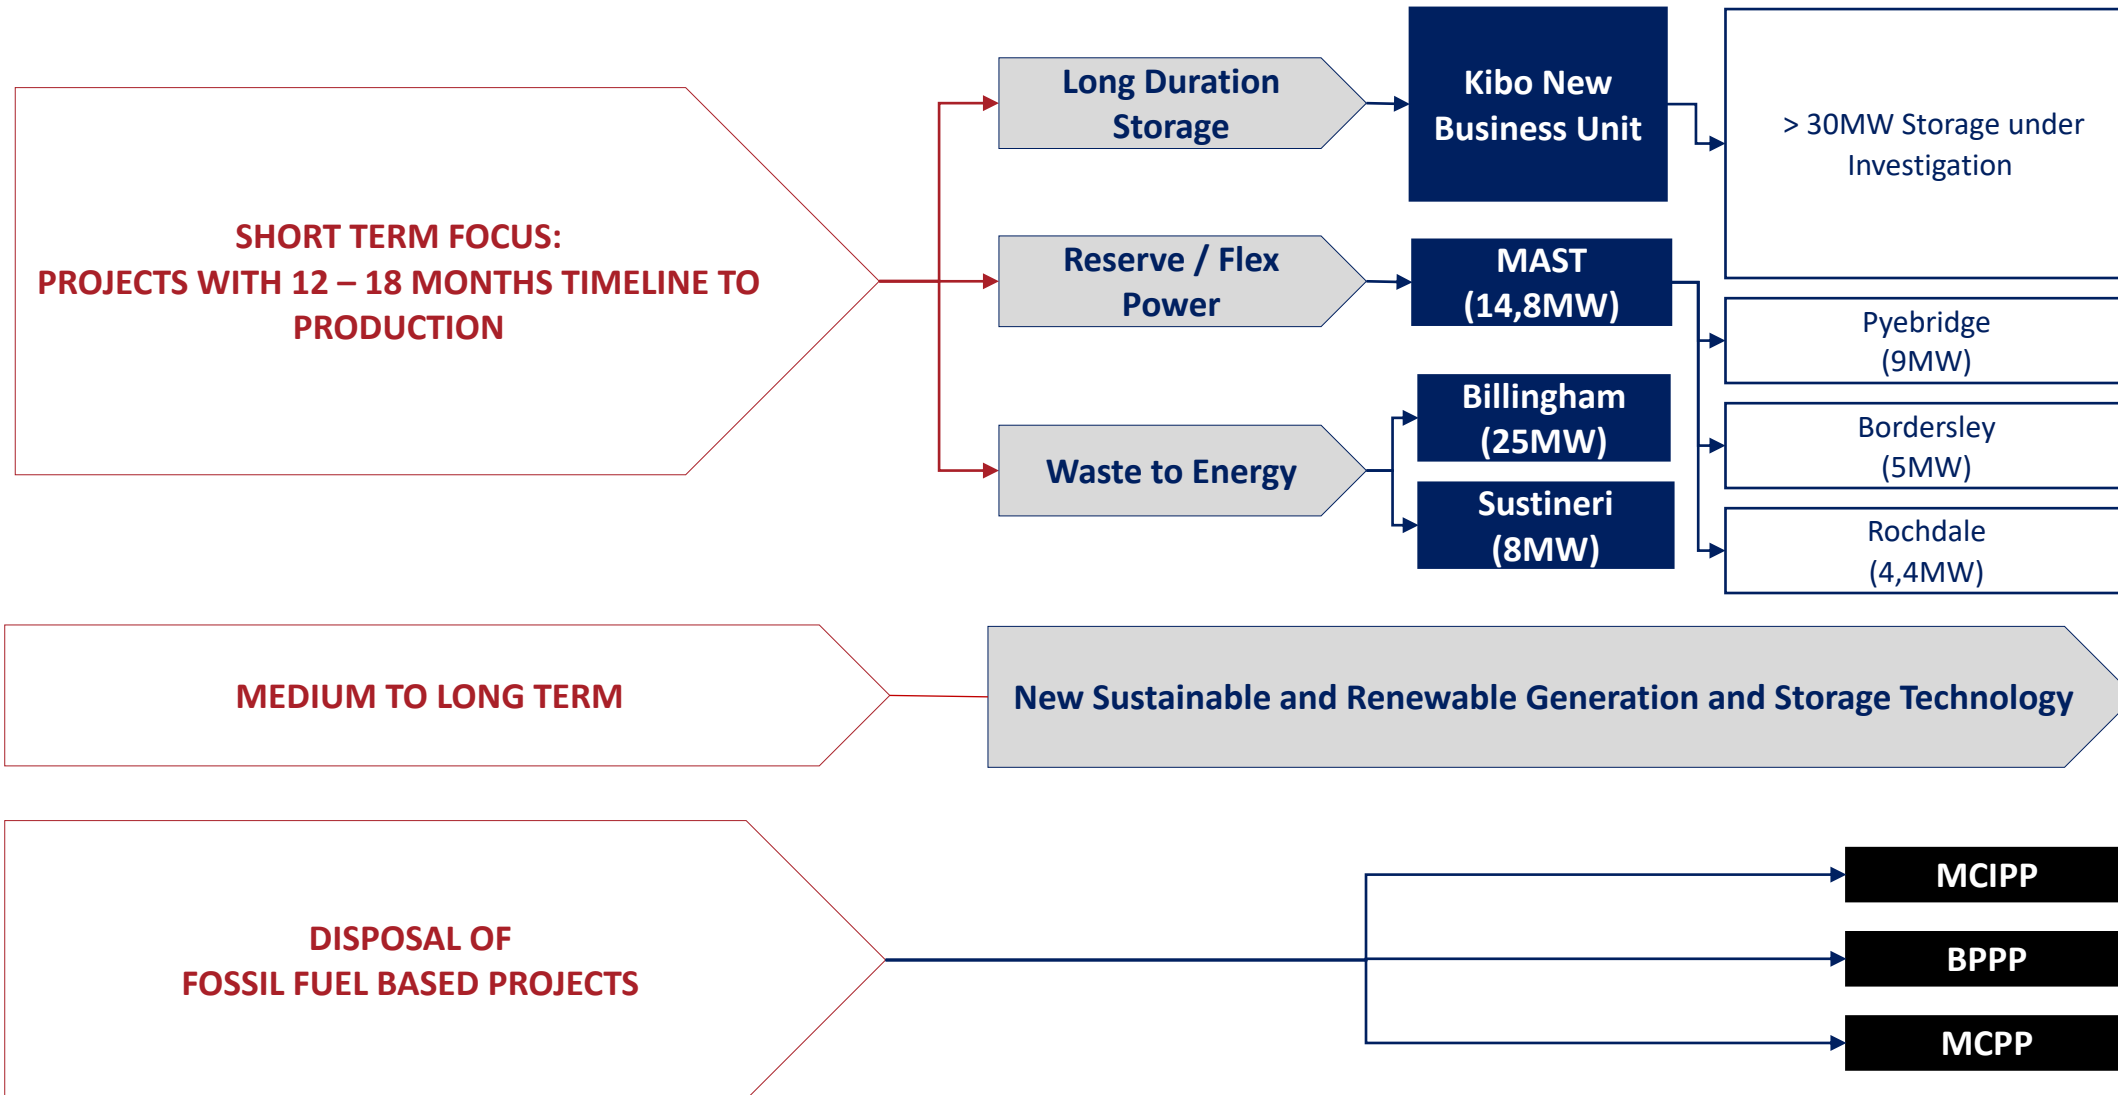 SHORT TERM FOCUS:
PROJECTS WITH 12 – 18 MONTHS TIMELINE TO
PRODUCTION
Long Duration
Storage
Kibo New
Business Unit
> 30MW Storage under
Investigation
Reserve / Flex
Power
MAST
(14,8MW)
Pyebridge
(9MW)
Bordersley
(5MW)
Rochdale
(4,4MW)
Waste to Energy
Billingham
(25MW)
Sustineri
(8MW)
MEDIUM TO LONG TERM
New Sustainable and Renewable Generation and Storage Technology
DISPOSAL OF
FOSSIL FUEL BASED PROJECTS
MCIPP
BPPP
MCPP